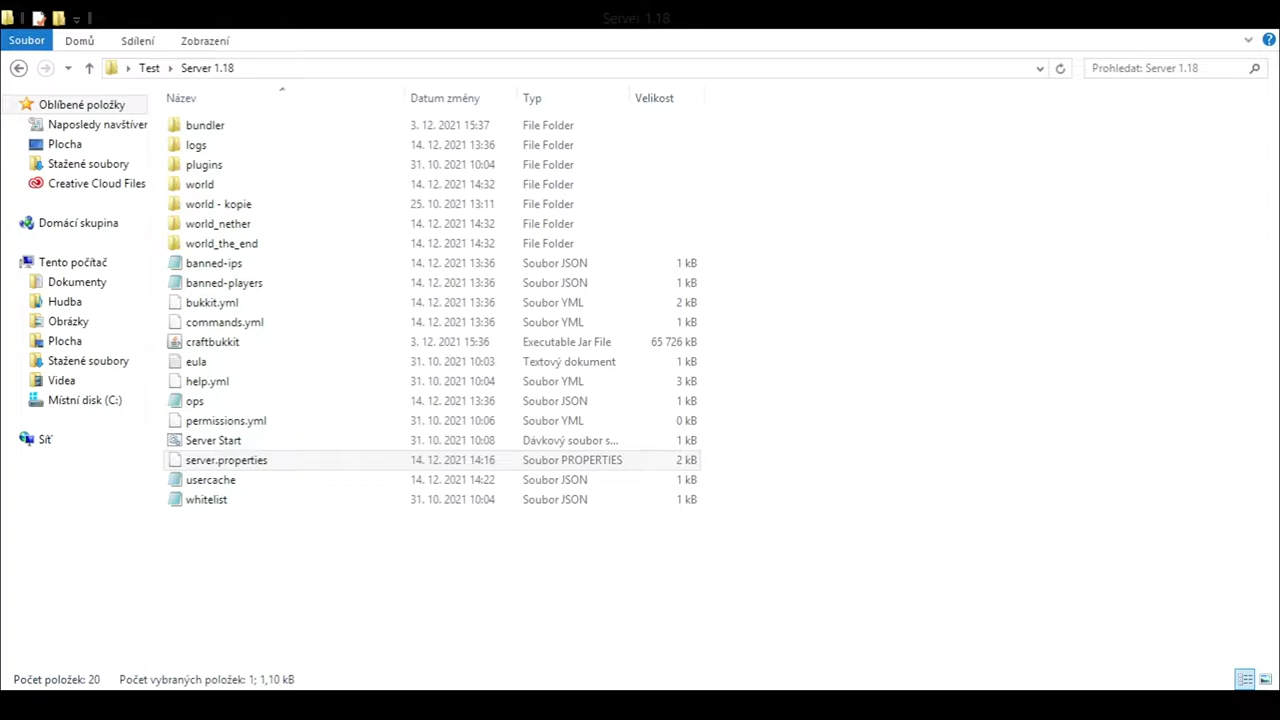 Server 1.18
Soubor Domů Sdílení Zobrazení
Test Server 1.18 Prohledat: Server 1.18
Název Datum změny Typ Velikost
Oblíbené položky
Naposledy navštíver
Plocha
Stažené soubory
Creative Cloud Files
Domácí skupina
Tento počítač
Dokumenty
Hudba
Obrázky
Plocha
Stažené soubory
Videa
Místní disk (C:)
Síť
bundler 3. 12. 2021 15:37 File Folder
logs 14. 12. 2021 13:36 File Folder
plugins 31. 10. 2021 10:04 File Folder
world 14. 12. 2021 14:32 File Folder
world - kopie 25. 10. 2021 13:11 File Folder
world_nether 14. 12. 2021 14:32 File Folder
world_the_end 14. 12. 2021 14:32 File Folder
banned-ips 14. 12. 2021 13:36 Soubor JSON 1 kB
banned-players 14. 12. 2021 13:36 Soubor JSON 1 kB
bukkit.yml 14. 12. 2021 13:36 Soubor YML 2 kB
commands.yml 14. 12. 2021 13:36 Soubor YML 1 kB
craftbukkit 3. 12. 2021 15:36 Executable Jar File 65 726 kB
eula 31. 10. 2021 10:03 Textový dokument 1 kB
help.yml 31. 10. 2021 10:04 Soubor YML 3 kB
ops 14. 12. 2021 13:36 Soubor JSON 1 kB
permissions.yml 31. 10. 2021 10:06 Soubor YML 0 kB
Server Start 31. 10. 2021 10:08 Dávkový soubor s... 1 kB
server.properties 14. 12. 2021 14:16 Soubor PROPERTIES 2 kB
usercache 14. 12. 2021 14:22 Soubor JSON 1 kB
whitelist 31. 10. 2021 10:04 Soubor JSON 1 kB
Počet položek: 20 Počet vybraných položek: 1; 1,10 kB